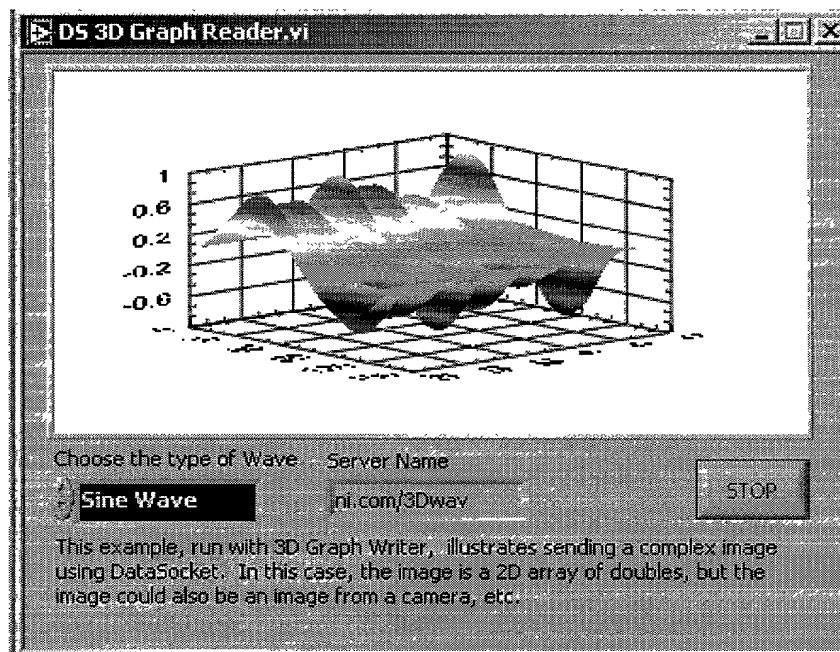 DS 3D Graph Reader.vi
1
0.6
0.2
-0.2
-0.6
Choose the type of Wave
Server Name
Sine Wave
ni.com/3Dwav
STOP
This example, run with 3D Graph Writer, illustrates sending a complex image
using DataSocket. In this case, the image is a 2D array of doubles, but the
image could also be an image from a camera, etc.